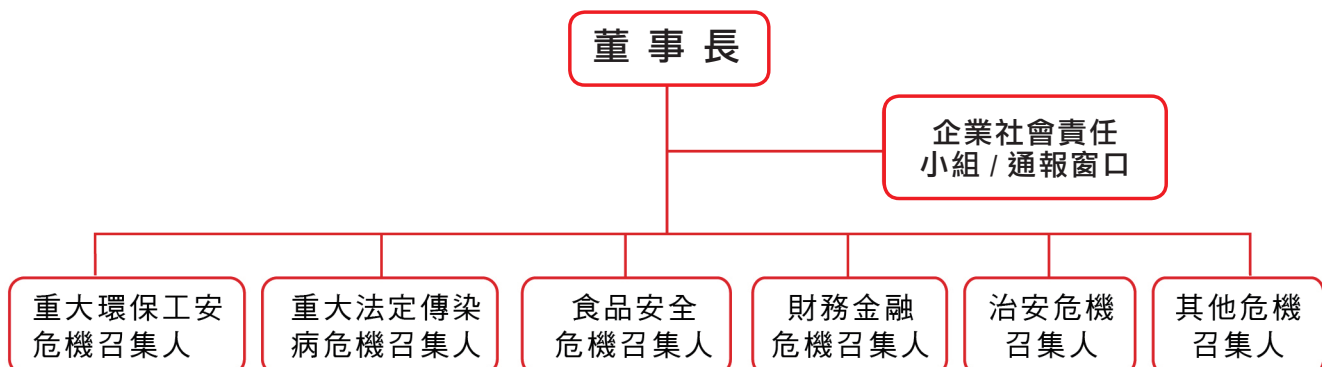 董事長
企業社會責任
小組 / 通報窗口
重大環保工安
危機召集人
重大法定傳染
病危機召集人
食品安全
危機召集人
財務金融
危機召集人
治安危機
召集人
其他危機
召集人